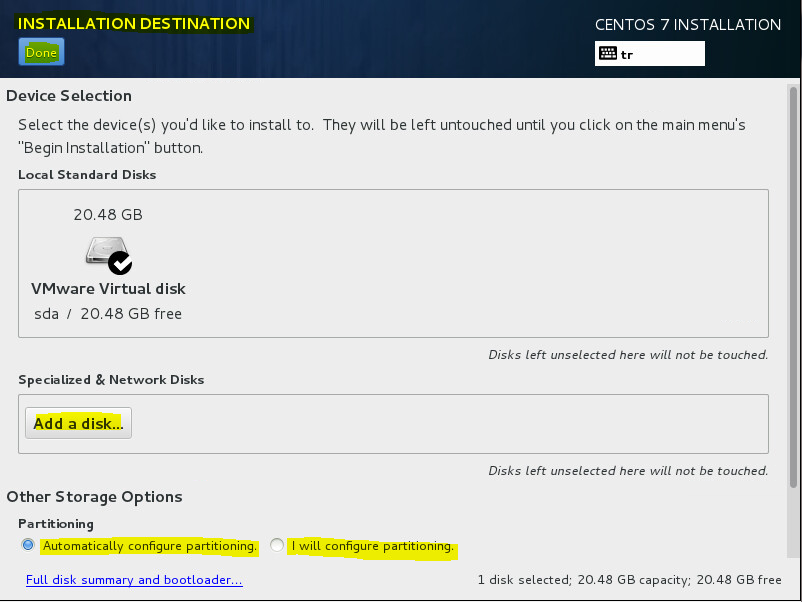 INSTALLATION DESTINATION
CENTOS 7 INSTALLATION
Done
tr
Device Selection
Select the device(s) you'd like to install to.  They will be left untouched until you click on the main menu's
"Begin Installation" button.
Local Standard Disks
20.48 GB
VMware Virtual disk
sda / 20.48 GB free
Disks left unselected here will not be touched.
Specialized & Network Disks
Add a disk...
Disks left unselected here will not be touched.
Other Storage Options
Partitioning
Automatically configure partitioning. I will configure partitioning.
Full disk summary and bootloader... 1 disk selected; 20.48 GB capacity; 20.48 GB free